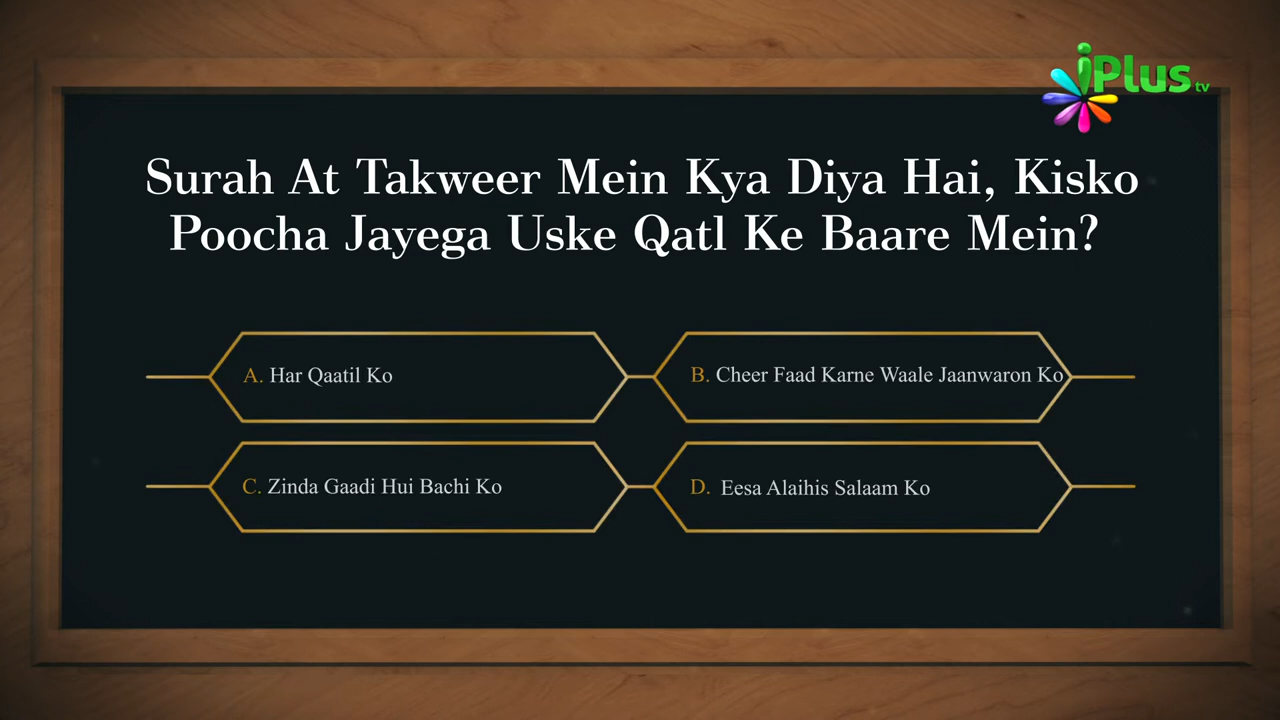 iPlus tv
Surah At Takweer Mein Kya Diya Hai, Kisko
Poocha Jayega Uske Qatl Ke Baare Mein?
A. Har Qaatil Ko
B. Cheer Faad Karne Waale Jaanwaron Ko
C. Zinda Gaadi Hui Bachi Ko
D. Eesa Alaihis Salaam Ko